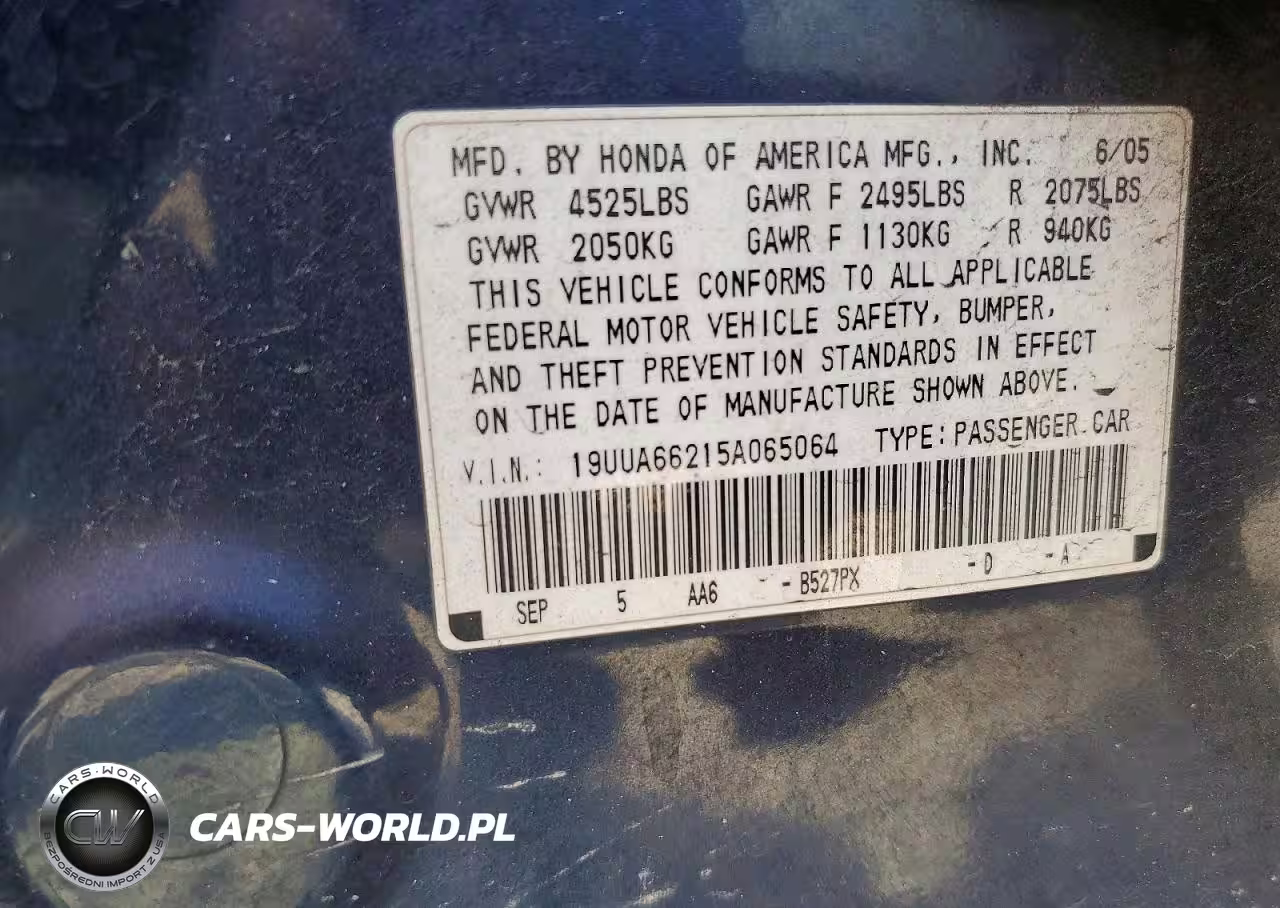 MFD. BY HONDA OF AMERICA MFG., INC. 6/05
GVWR 4525LBS GAWR F 2495LBS R 2075LBS
GVWR 2050KG GAWR F 1130KG R 940KG
THIS VEHICLE CONFORMS TO ALL APPLICABLE
FEDERAL MOTOR VEHICLE SAFETY, BUMPER,
AND THEFT PREVENTION STANDARDS IN EFFECT
ON THE DATE OF MANUFACTURE SHOWN ABOVE.
V.I.N.: 19UUA66215A065064 TYPE: PASSENGER CAR
SEP 5 AA6 - B527PX - D - A
CARS-WORLD
CW
BEZPOŚREDNI IMPORT Z USA
CARS-WORLD.PL